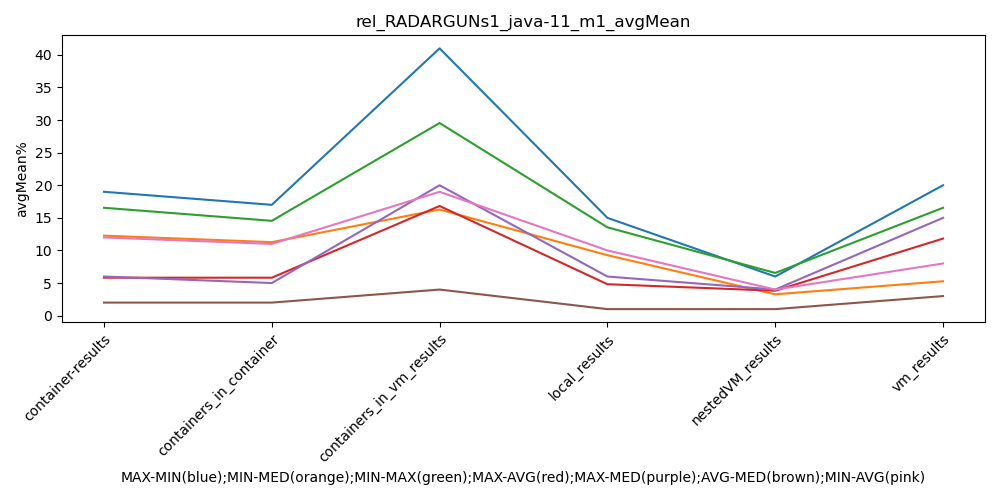 rel_RADARGUNs1_java-11_m1_avgMean
avgMean%
40
35
30
25
20
15
10
5
0
container-results
containers_in_container
containers_in_vm_results
local_results
nestedVM_results
vm_results
MAX-MIN(blue);MIN-MED(orange);MIN-MAX(green);MAX-AVG(red);MAX-MED(purple);AVG-MED(brown);MIN-AVG(pink)